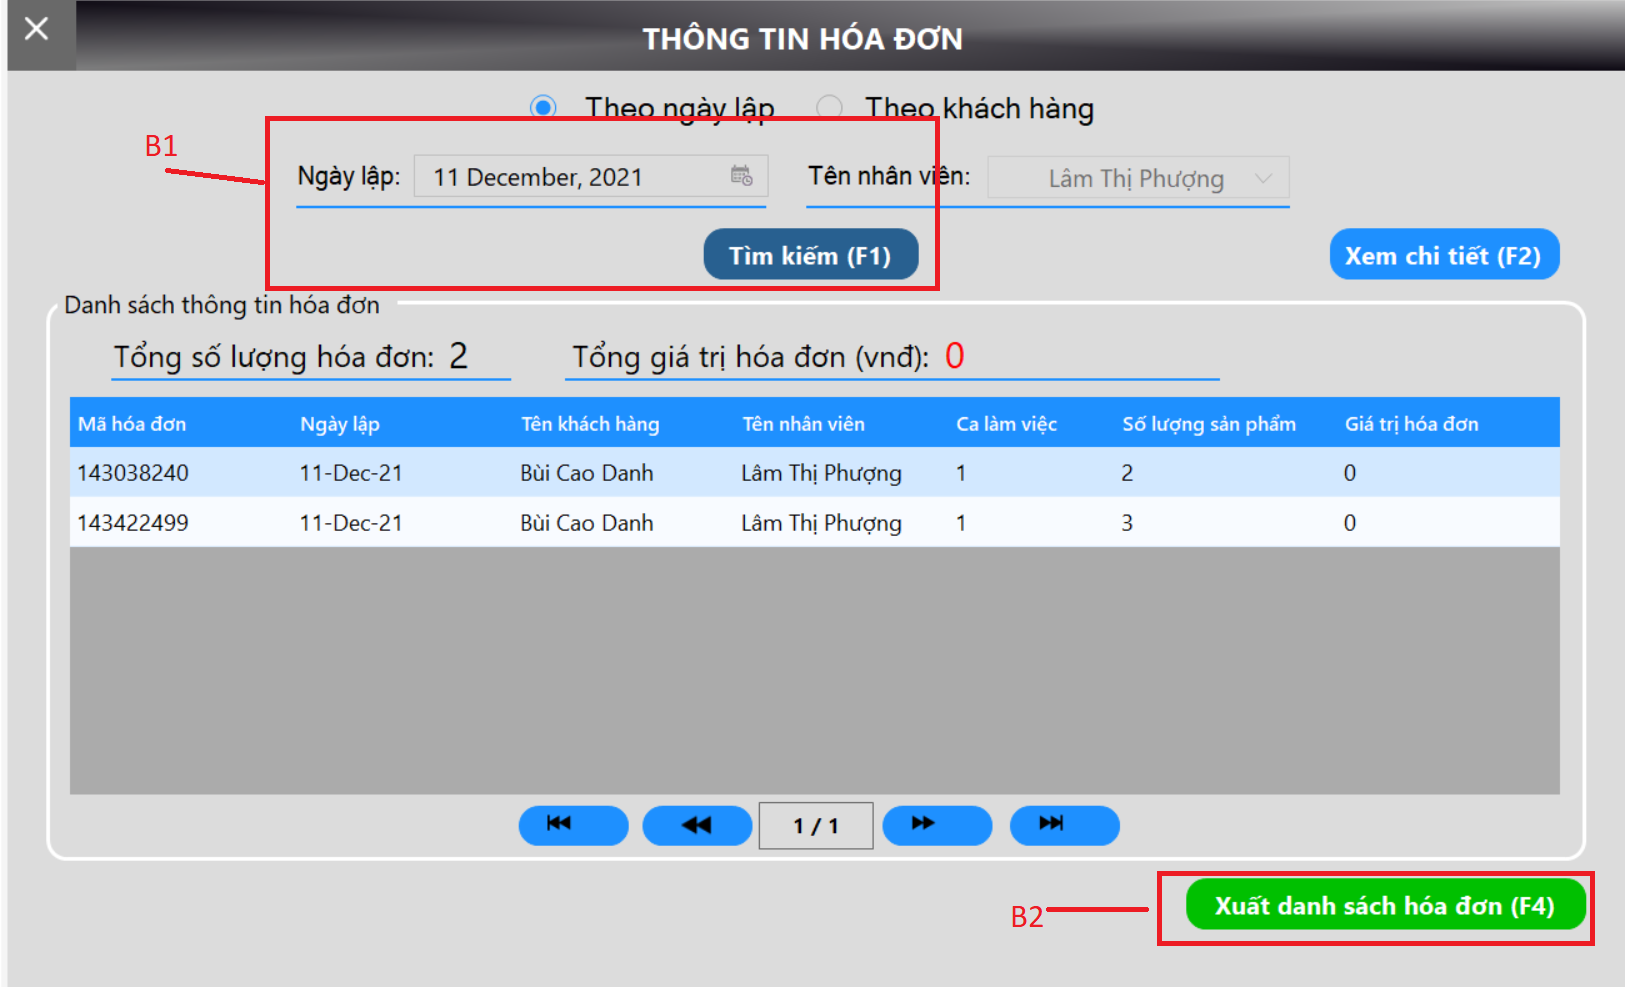 THÔNG TIN HÓA ĐƠN
Theo ngày lập Theo khách hàng
B1
Ngày lập: 11 December, 2021 Tên nhân viên: Lâm Thị Phượng
Tìm kiếm (F1) Xem chi tiết (F2)
Danh sách thông tin hóa đơn
Tổng số lượng hóa đơn: 2 Tổng giá trị hóa đơn (vnđ): 0
Mã hóa đơn Ngày lập Tên khách hàng Tên nhân viên Ca làm việc Số lượng sản phẩm Giá trị hóa đơn
143038240 11-Dec-21 Bùi Cao Danh Lâm Thị Phượng 1 2 0
143422499 11-Dec-21 Bùi Cao Danh Lâm Thị Phượng 1 3 0
1 / 1
B2 Xuất danh sách hóa đơn (F4)